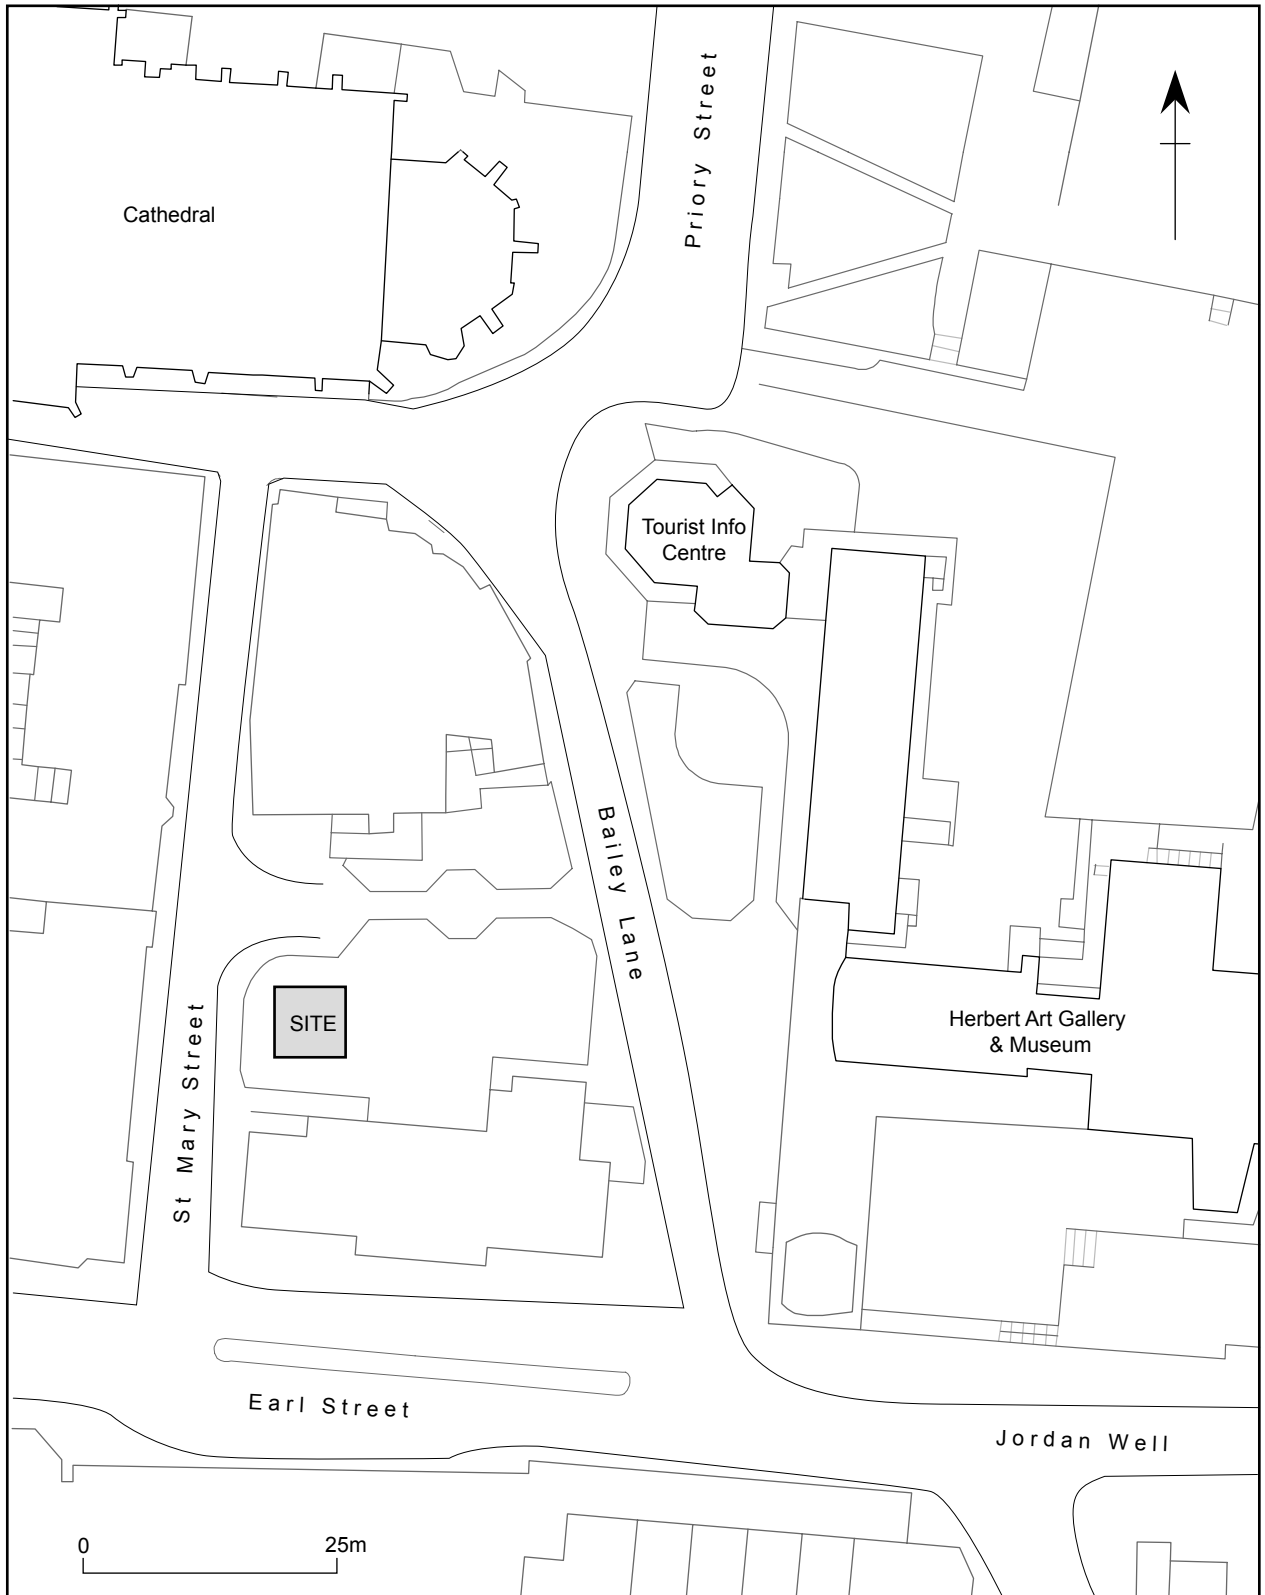 Priory Street
Cathedral
Tourist Info
Centre
Bailey Lane
SITE
St Mary Street
Herbert Art Gallery
& Museum
Earl Street
Jordan Well
0
25m